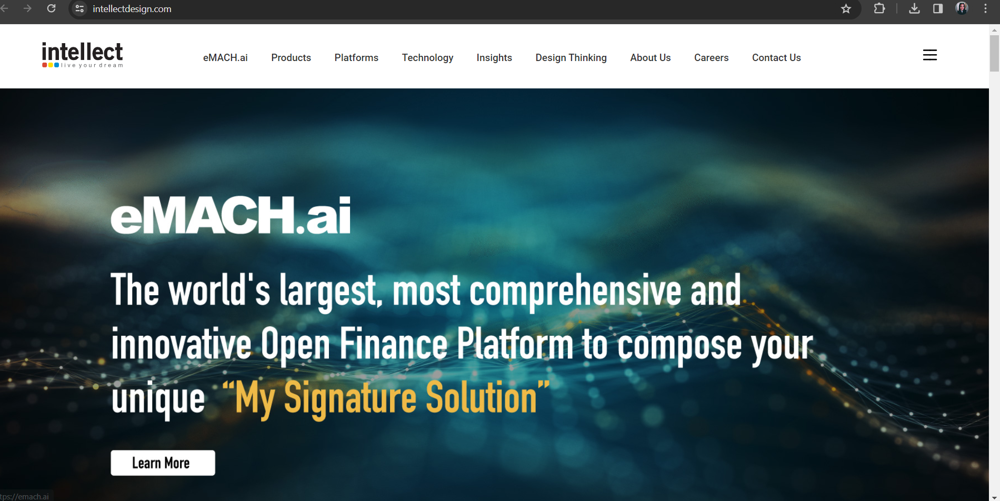 intellectdesign.com
intellect
live your dream
eMACH.ai Products Platforms Technology Insights Design Thinking About Us Careers Contact Us
eMACH.ai
The world's largest, most comprehensive and
innovative Open Finance Platform to compose your
unique “My Signature Solution”
Learn More
tps://emach.ai